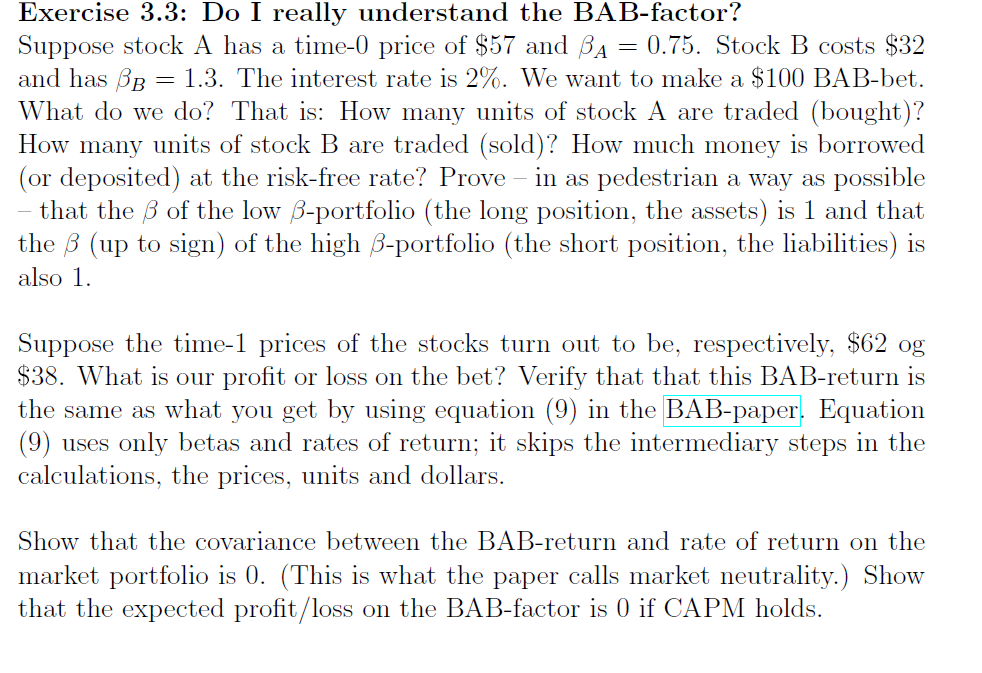 Exercise 3.3: Do I really understand the BAB-factor?
Suppose stock A has a time-0 price of $57 and βA = 0.75. Stock B costs $32
and has βB = 1.3. The interest rate is 2%. We want to make a $100 BAB-bet.
What do we do? That is: How many units of stock A are traded (bought)?
How many units of stock B are traded (sold)? How much money is borrowed
(or deposited) at the risk-free rate? Prove – in as pedestrian a way as possible
– that the β of the low β-portfolio (the long position, the assets) is 1 and that
the β (up to sign) of the high β-portfolio (the short position, the liabilities) is
also 1.
Suppose the time-1 prices of the stocks turn out to be, respectively, $62 og
$38. What is our profit or loss on the bet? Verify that that this BAB-return is
the same as what you get by using equation (9) in the BAB-paper. Equation
(9) uses only betas and rates of return; it skips the intermediary steps in the
calculations, the prices, units and dollars.
Show that the covariance between the BAB-return and rate of return on the
market portfolio is 0. (This is what the paper calls market neutrality.) Show
that the expected profit/loss on the BAB-factor is 0 if CAPM holds.